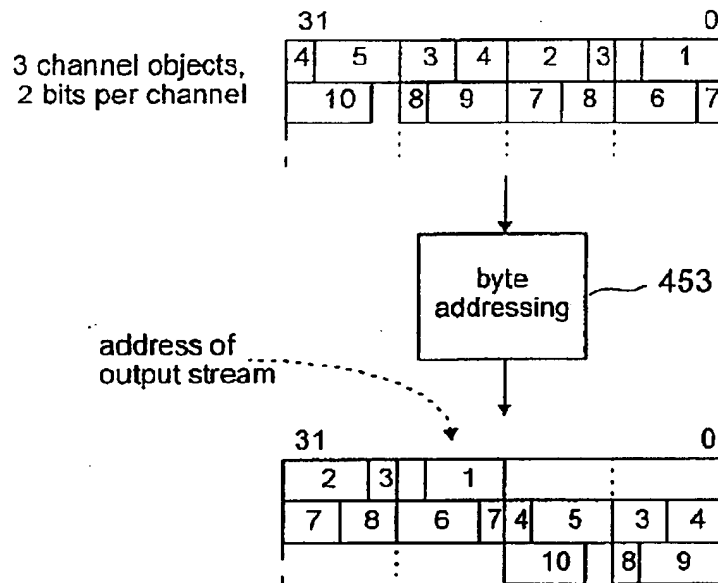 31 0
3 channel objects,
2 bits per channel
4 5 3 4 2 3 1
10 8 9 7 8 6 7
byte
addressing
453
address of
output stream
31 0
2 3 1
7 8 6 7 4 5 3 4
10 8 9